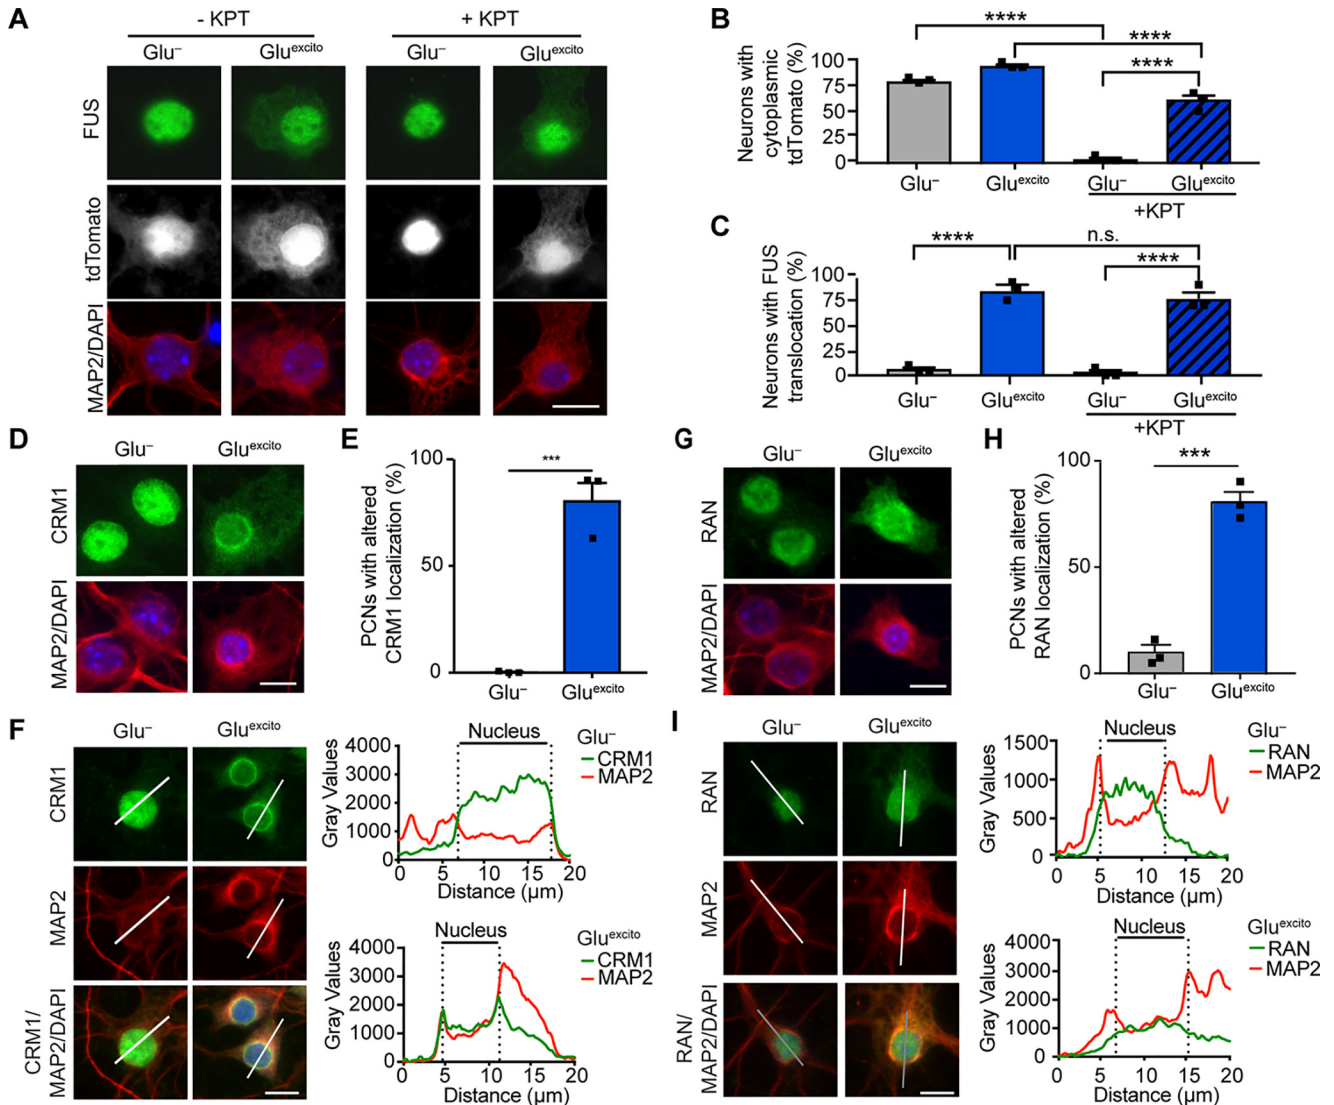 A
- KPT
+ KPT
Glu⁻
Gluᵉˣᶜⁱᵗᵒ
Glu⁻
Gluᵉˣᶜⁱᵗᵒ
FUS
tdTomato
MAP2/DAPI
B
Neurons with
cytoplasmic
tdTomato (%)
100
75
50
25
0
****
****
****
Glu⁻
Gluᵉˣᶜⁱᵗᵒ
Glu⁻
Gluᵉˣᶜⁱᵗᵒ
+KPT
C
Neurons with FUS
translocation (%)
100
75
50
25
0
****
n.s.
****
Glu⁻
Gluᵉˣᶜⁱᵗᵒ
Glu⁻
Gluᵉˣᶜⁱᵗᵒ
+KPT
D
Glu⁻
Gluᵉˣᶜⁱᵗᵒ
CRM1
MAP2/DAPI
E
PCNs with altered
CRM1 localization (%)
100
50
0
***
Glu⁻
Gluᵉˣᶜⁱᵗᵒ
G
Glu⁻
Gluᵉˣᶜⁱᵗᵒ
RAN
MAP2/DAPI
H
PCNs with altered
RAN localization (%)
100
50
0
***
Glu⁻
Gluᵉˣᶜⁱᵗᵒ
F
Glu⁻
Gluᵉˣᶜⁱᵗᵒ
CRM1
MAP2
CRM1/
MAP2/DAPI
Nucleus
Glu⁻
CRM1
MAP2
Gray Values
4000
3000
2000
1000
0
0 5 10 15 20
Distance (µm)
Nucleus
Gluᵉˣᶜⁱᵗᵒ
CRM1
MAP2
Gray Values
4000
3000
2000
1000
0
0 5 10 15 20
Distance (µm)
I
Glu⁻
Gluᵉˣᶜⁱᵗᵒ
RAN
MAP2
RAN/
MAP2/DAPI
Nucleus
Glu⁻
RAN
MAP2
Gray Values
1500
1000
500
0
0 5 10 15 20
Distance (µm)
Nucleus
Gluᵉˣᶜⁱᵗᵒ
RAN
MAP2
Gray Values
4000
3000
2000
1000
0
0 5 10 15 20
Distance (µm)